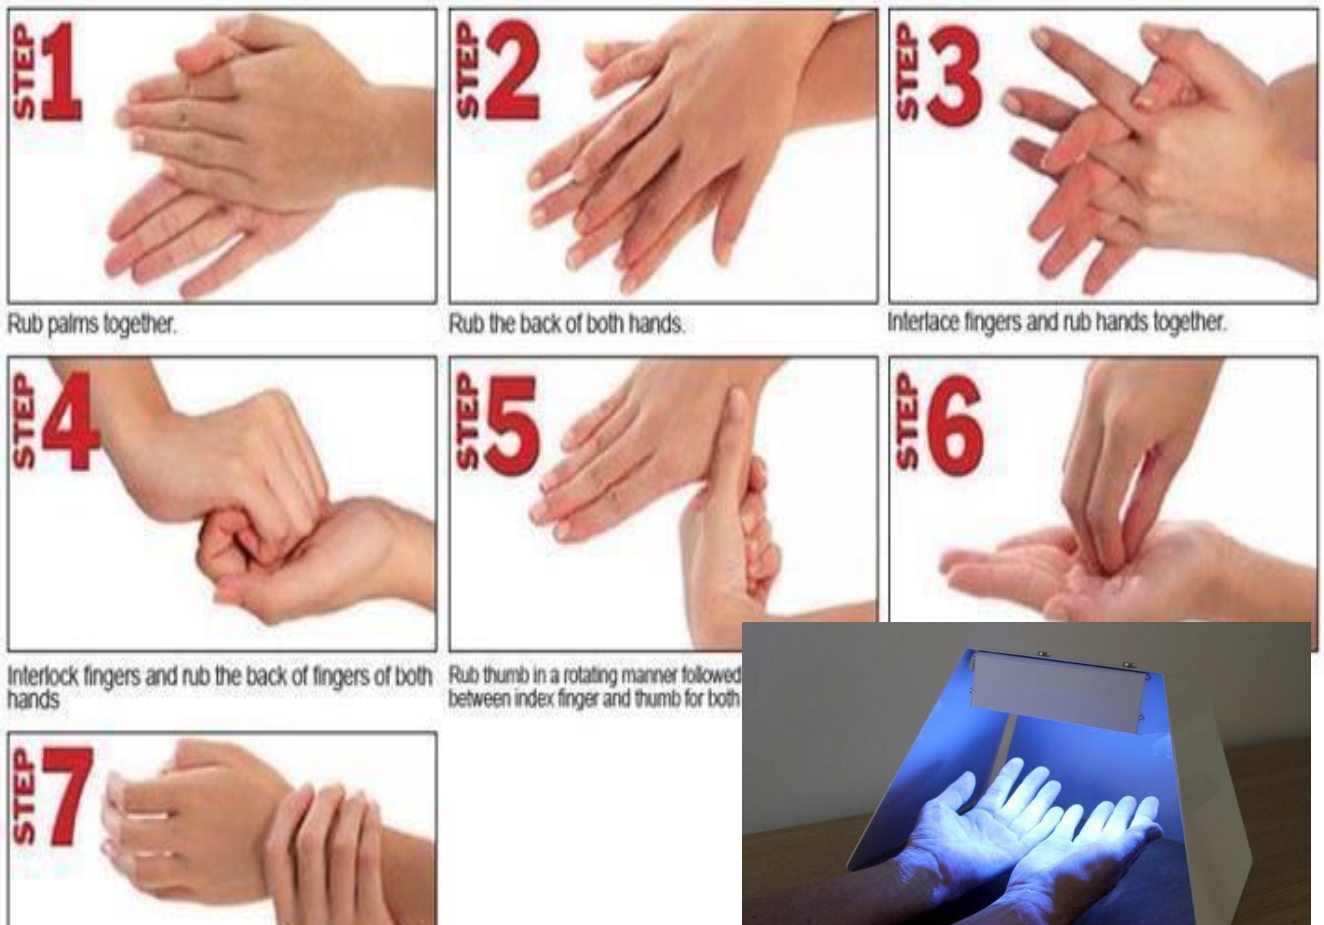 STEP 1
Rub palms together.
STEP 2
Rub the back of both hands.
STEP 3
Interlace fingers and rub hands together.
STEP 4
Interlock fingers and rub the back of fingers of both
hands
STEP 5
Rub thumb in a rotating manner followed
between index finger and thumb for both
STEP 6
STEP 7